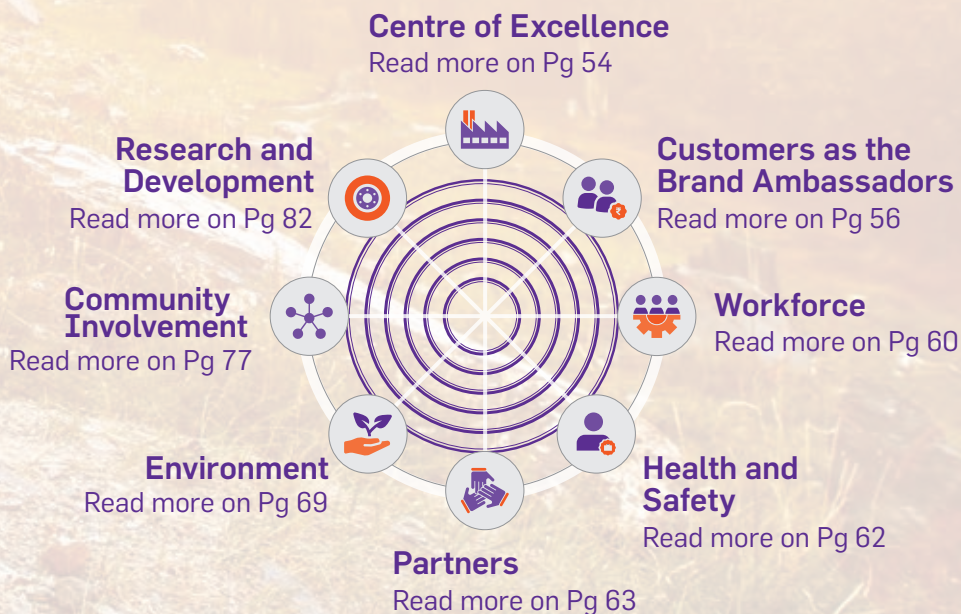 Centre of Excellence
Read more on Pg 54
Customers as the
Brand Ambassadors
Read more on Pg 56
Workforce
Read more on Pg 60
Health and
Safety
Read more on Pg 62
Partners
Read more on Pg 63
Environment
Read more on Pg 69
Community
Involvement
Read more on Pg 77
Research and
Development
Read more on Pg 82
₹